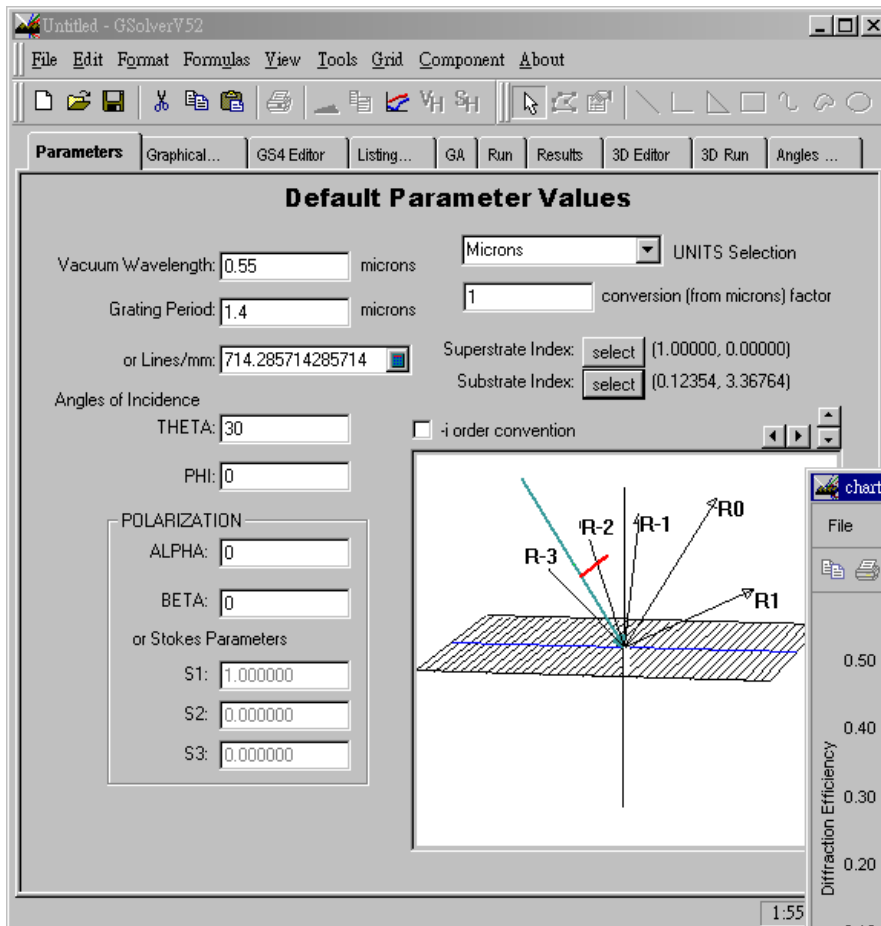 Untitled - GSolverV52
File Edit Format Formulas View Tools Grid Component About
VH SH
Parameters Graphical... GS4 Editor Listing... GA Run Results 3D Editor 3D Run Angles ...
Default Parameter Values
Vacuum Wavelength: 0.55 microns
Microns UNITS Selection
Grating Period: 1.4 microns
1 conversion (from microns) factor
or Lines/mm: 714.285714285714
Superstrate Index: select (1.00000, 0.00000)
Substrate Index: select (0.12354, 3.36764)
Angles of Incidence
THETA: 30
-i order convention
PHI: 0
POLARIZATION
ALPHA: 0
BETA: 0
or Stokes Parameters
S1: 1.000000
S2: 0.000000
S3: 0.000000
R-3
R-2
R-1
R0
R1
chart
File
0.50
0.40
0.30
0.20
Diffraction Efficiency
1:55